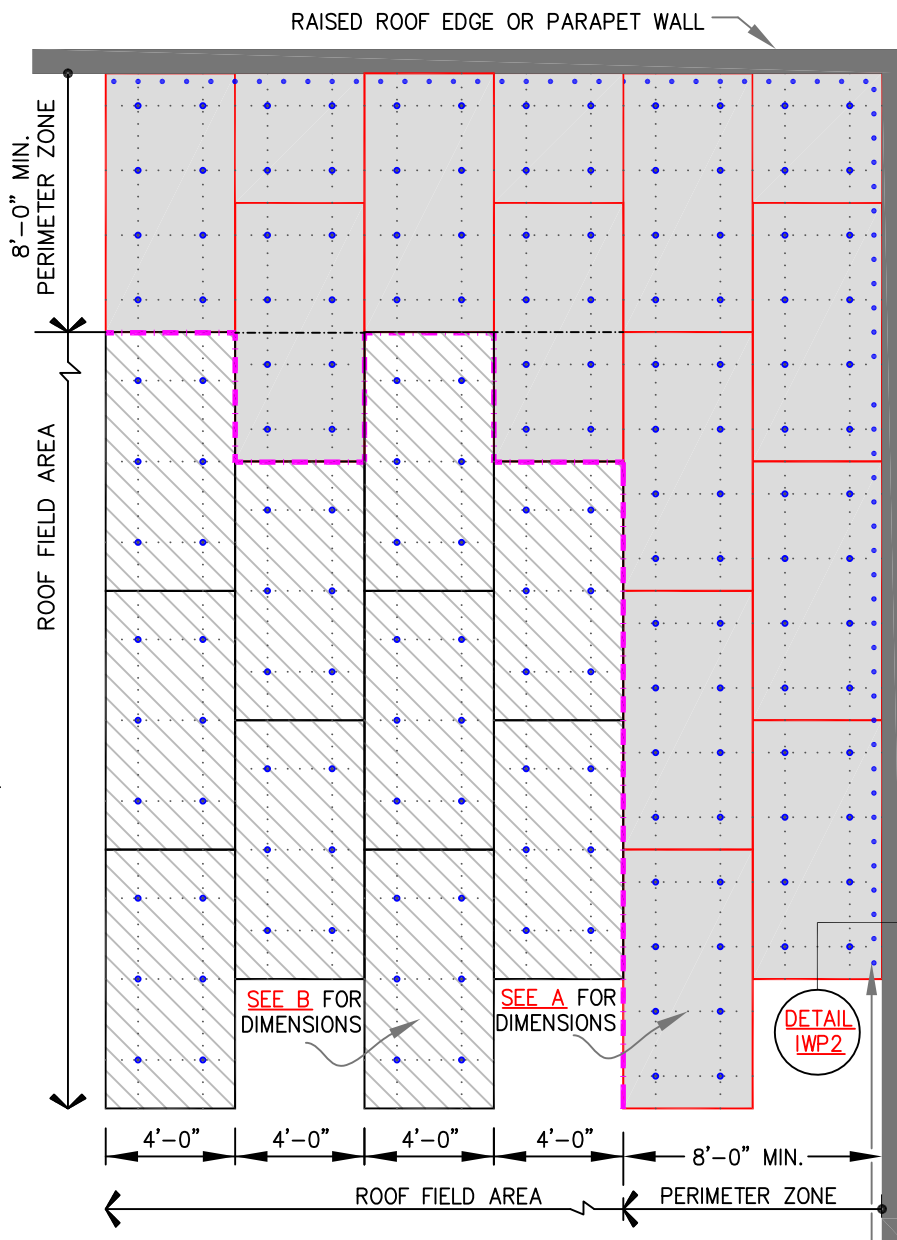 RAISED ROOF EDGE OR PARAPET WALL
8'-0" MIN.
PERIMETER ZONE
ROOF FIELD AREA
SEE B FOR
DIMENSIONS
SEE A FOR
DIMENSIONS
DETAIL
IWP2
4'-0"
4'-0"
4'-0"
4'-0"
8'-0" MIN.
ROOF FIELD AREA
PERIMETER ZONE